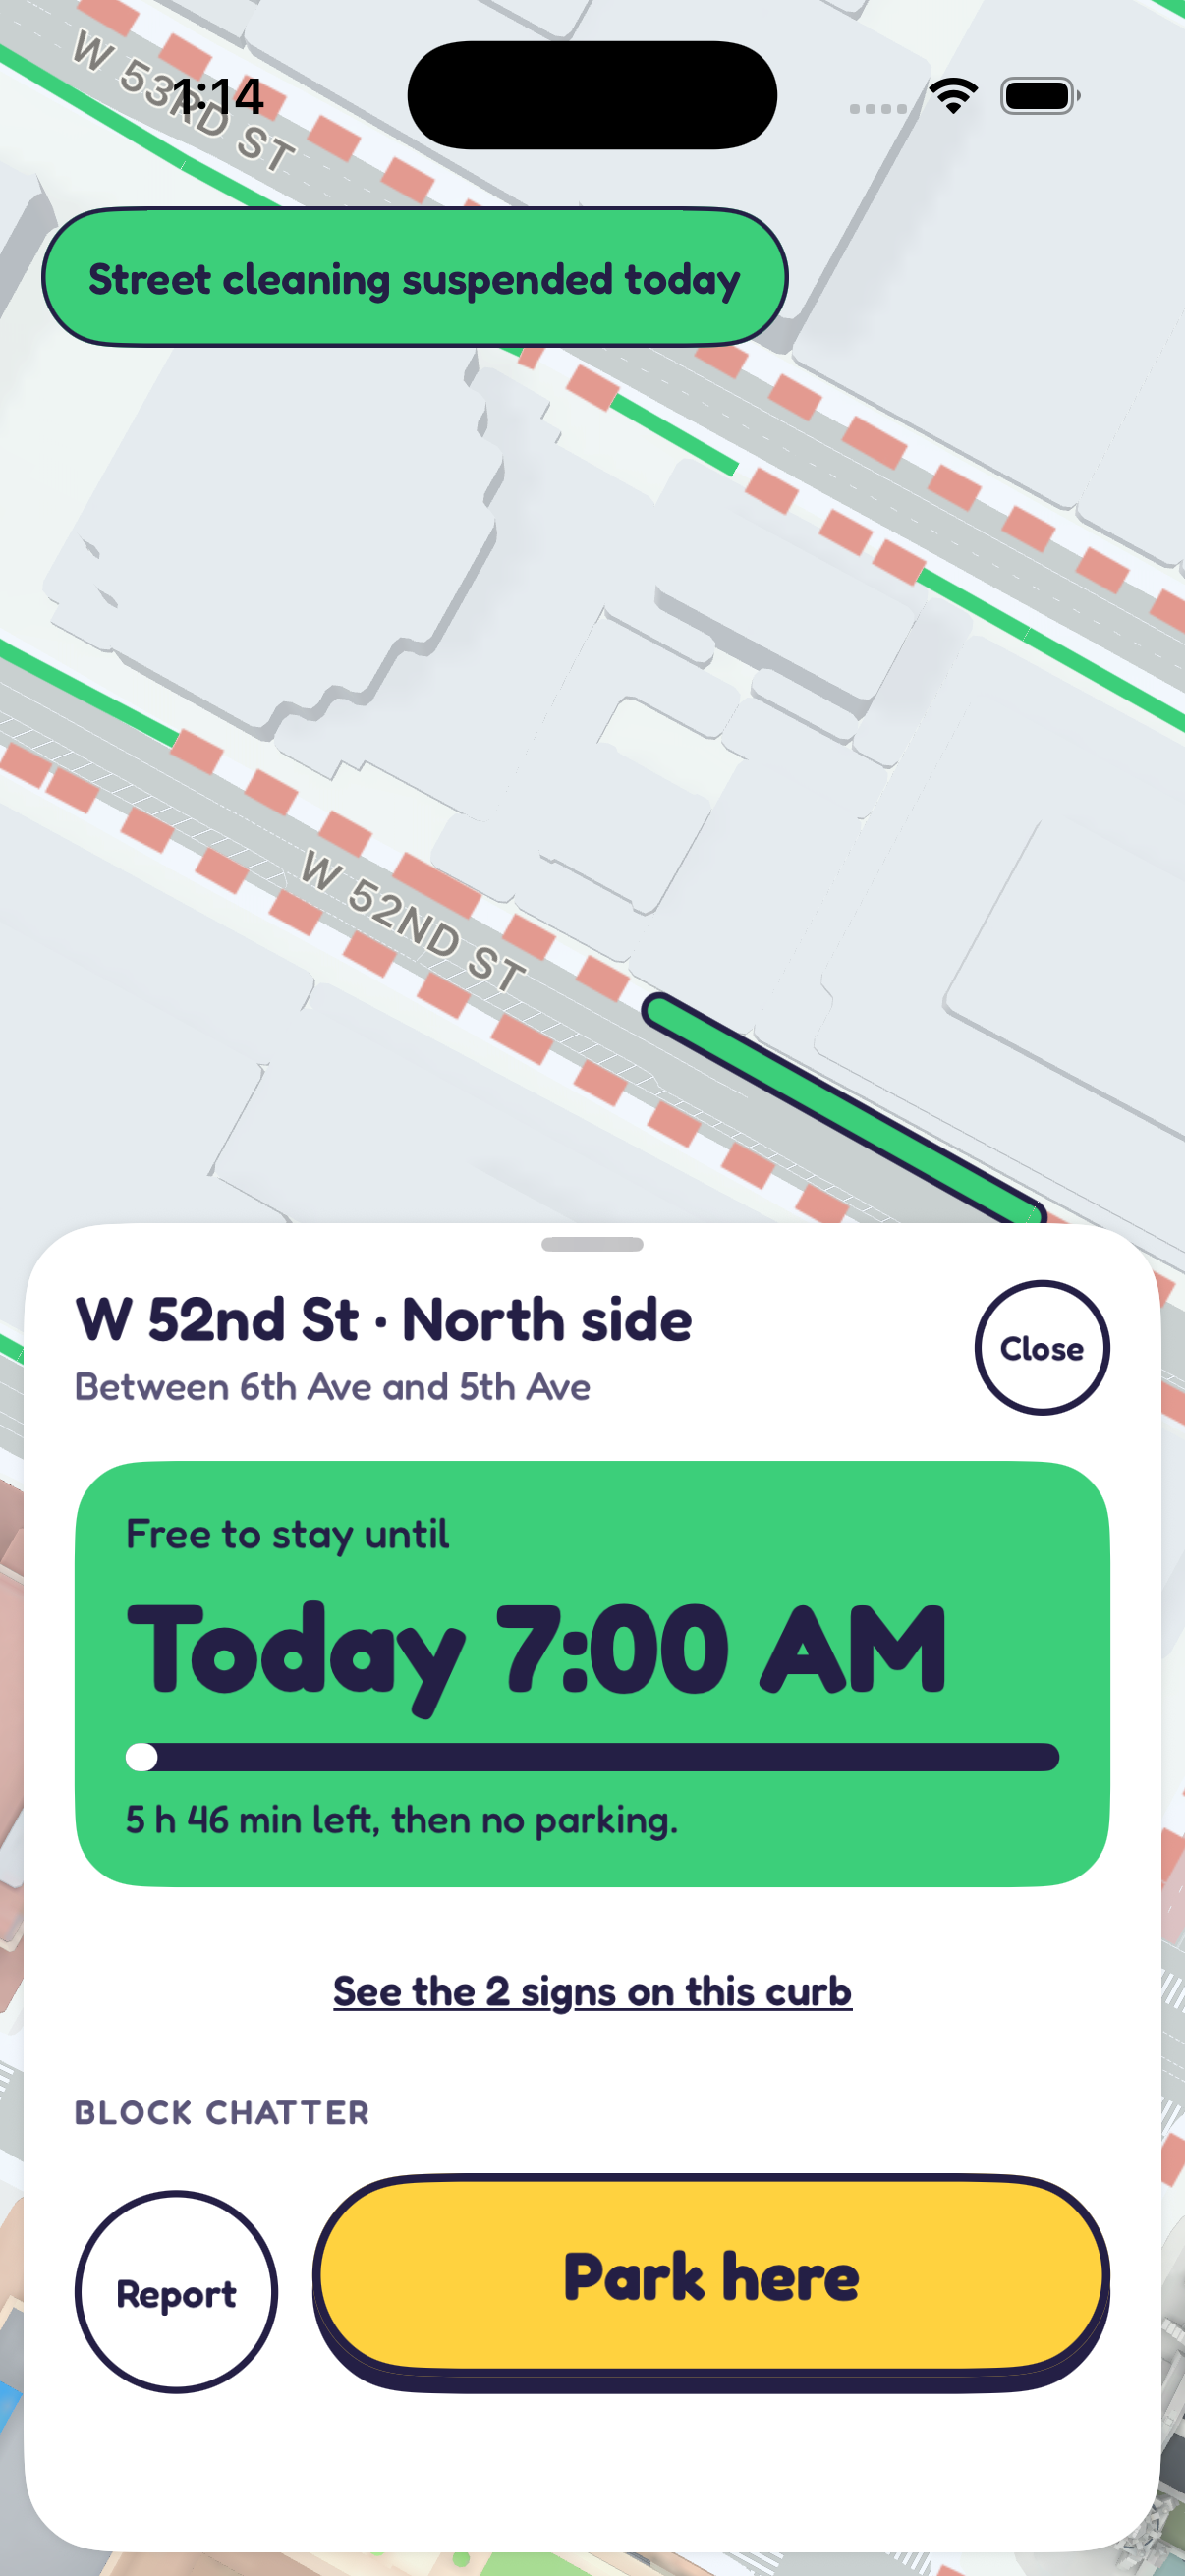 W 53RD ST
1:14
Street cleaning suspended today
W 52ND ST
W 52nd St · North side
Between 6th Ave and 5th Ave
Close
Free to stay until
Today 7:00 AM
5 h 46 min left, then no parking.
See the 2 signs on this curb
BLOCK CHATTER
Report
Park here